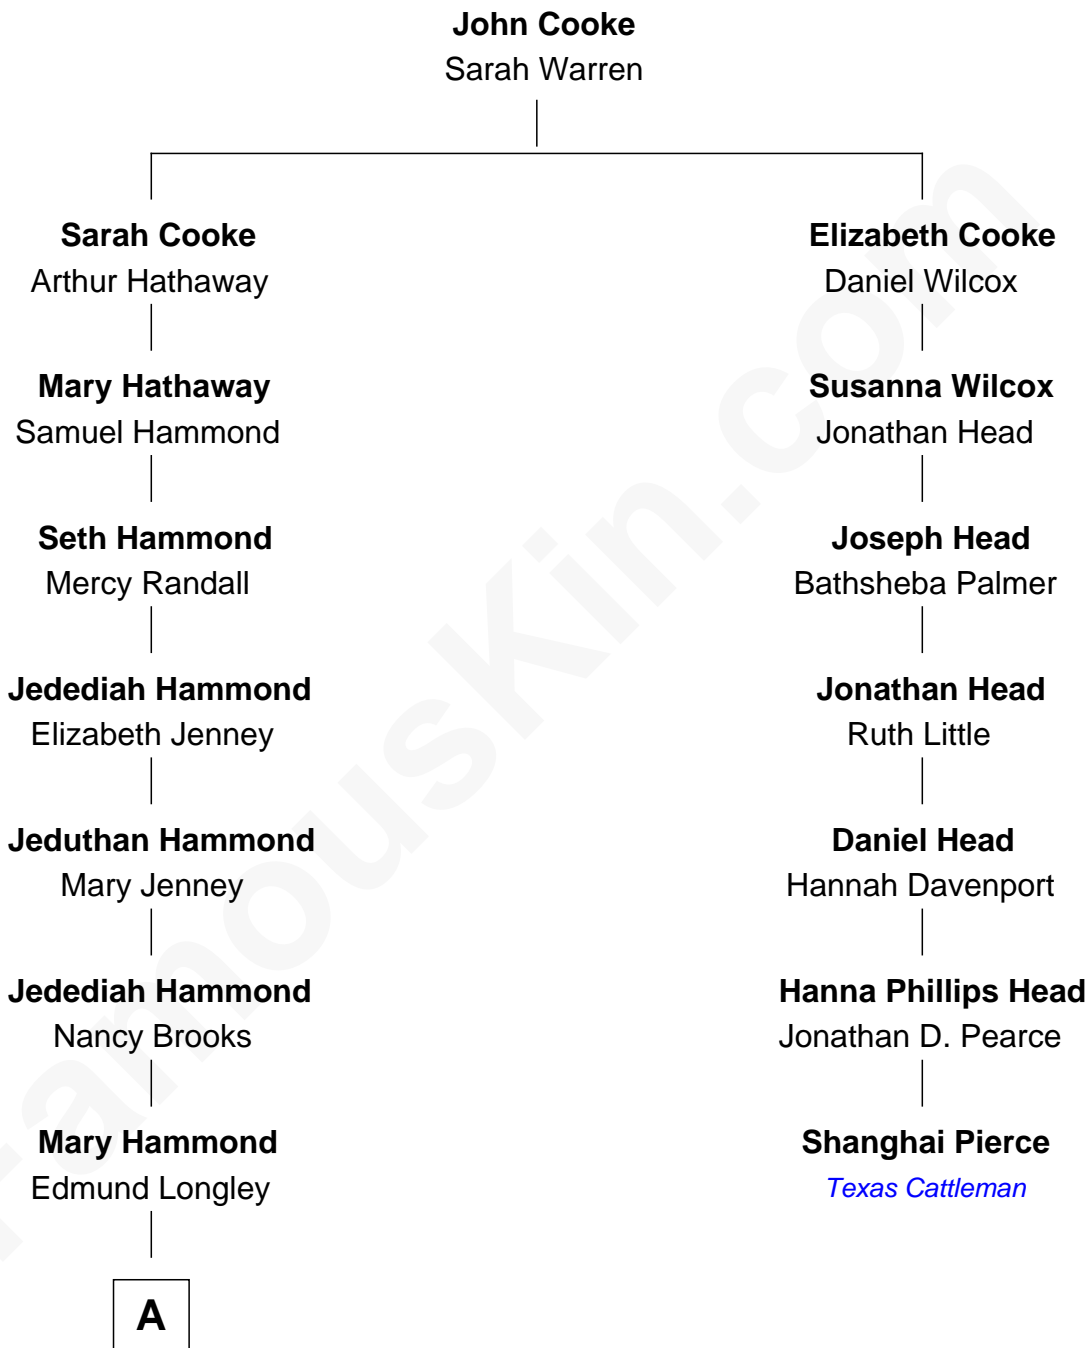 John Cooke
Sarah Warren
Sarah Cooke
Arthur Hathaway
Elizabeth Cooke
Daniel Wilcox
Mary Hathaway
Samuel Hammond
Susanna Wilcox
Jonathan Head
Seth Hammond
Mercy Randall
Joseph Head
Bathsheba Palmer
Jedediah Hammond
Elizabeth Jenney
Jonathan Head
Ruth Little
Jeduthan Hammond
Mary Jenney
Daniel Head
Hannah Davenport
Jedediah Hammond
Nancy Brooks
Hanna Phillips Head
Jonathan D. Pearce
Mary Hammond
Edmund Longley
Shanghai Pierce
Texas Cattleman
A
FamousKin.com